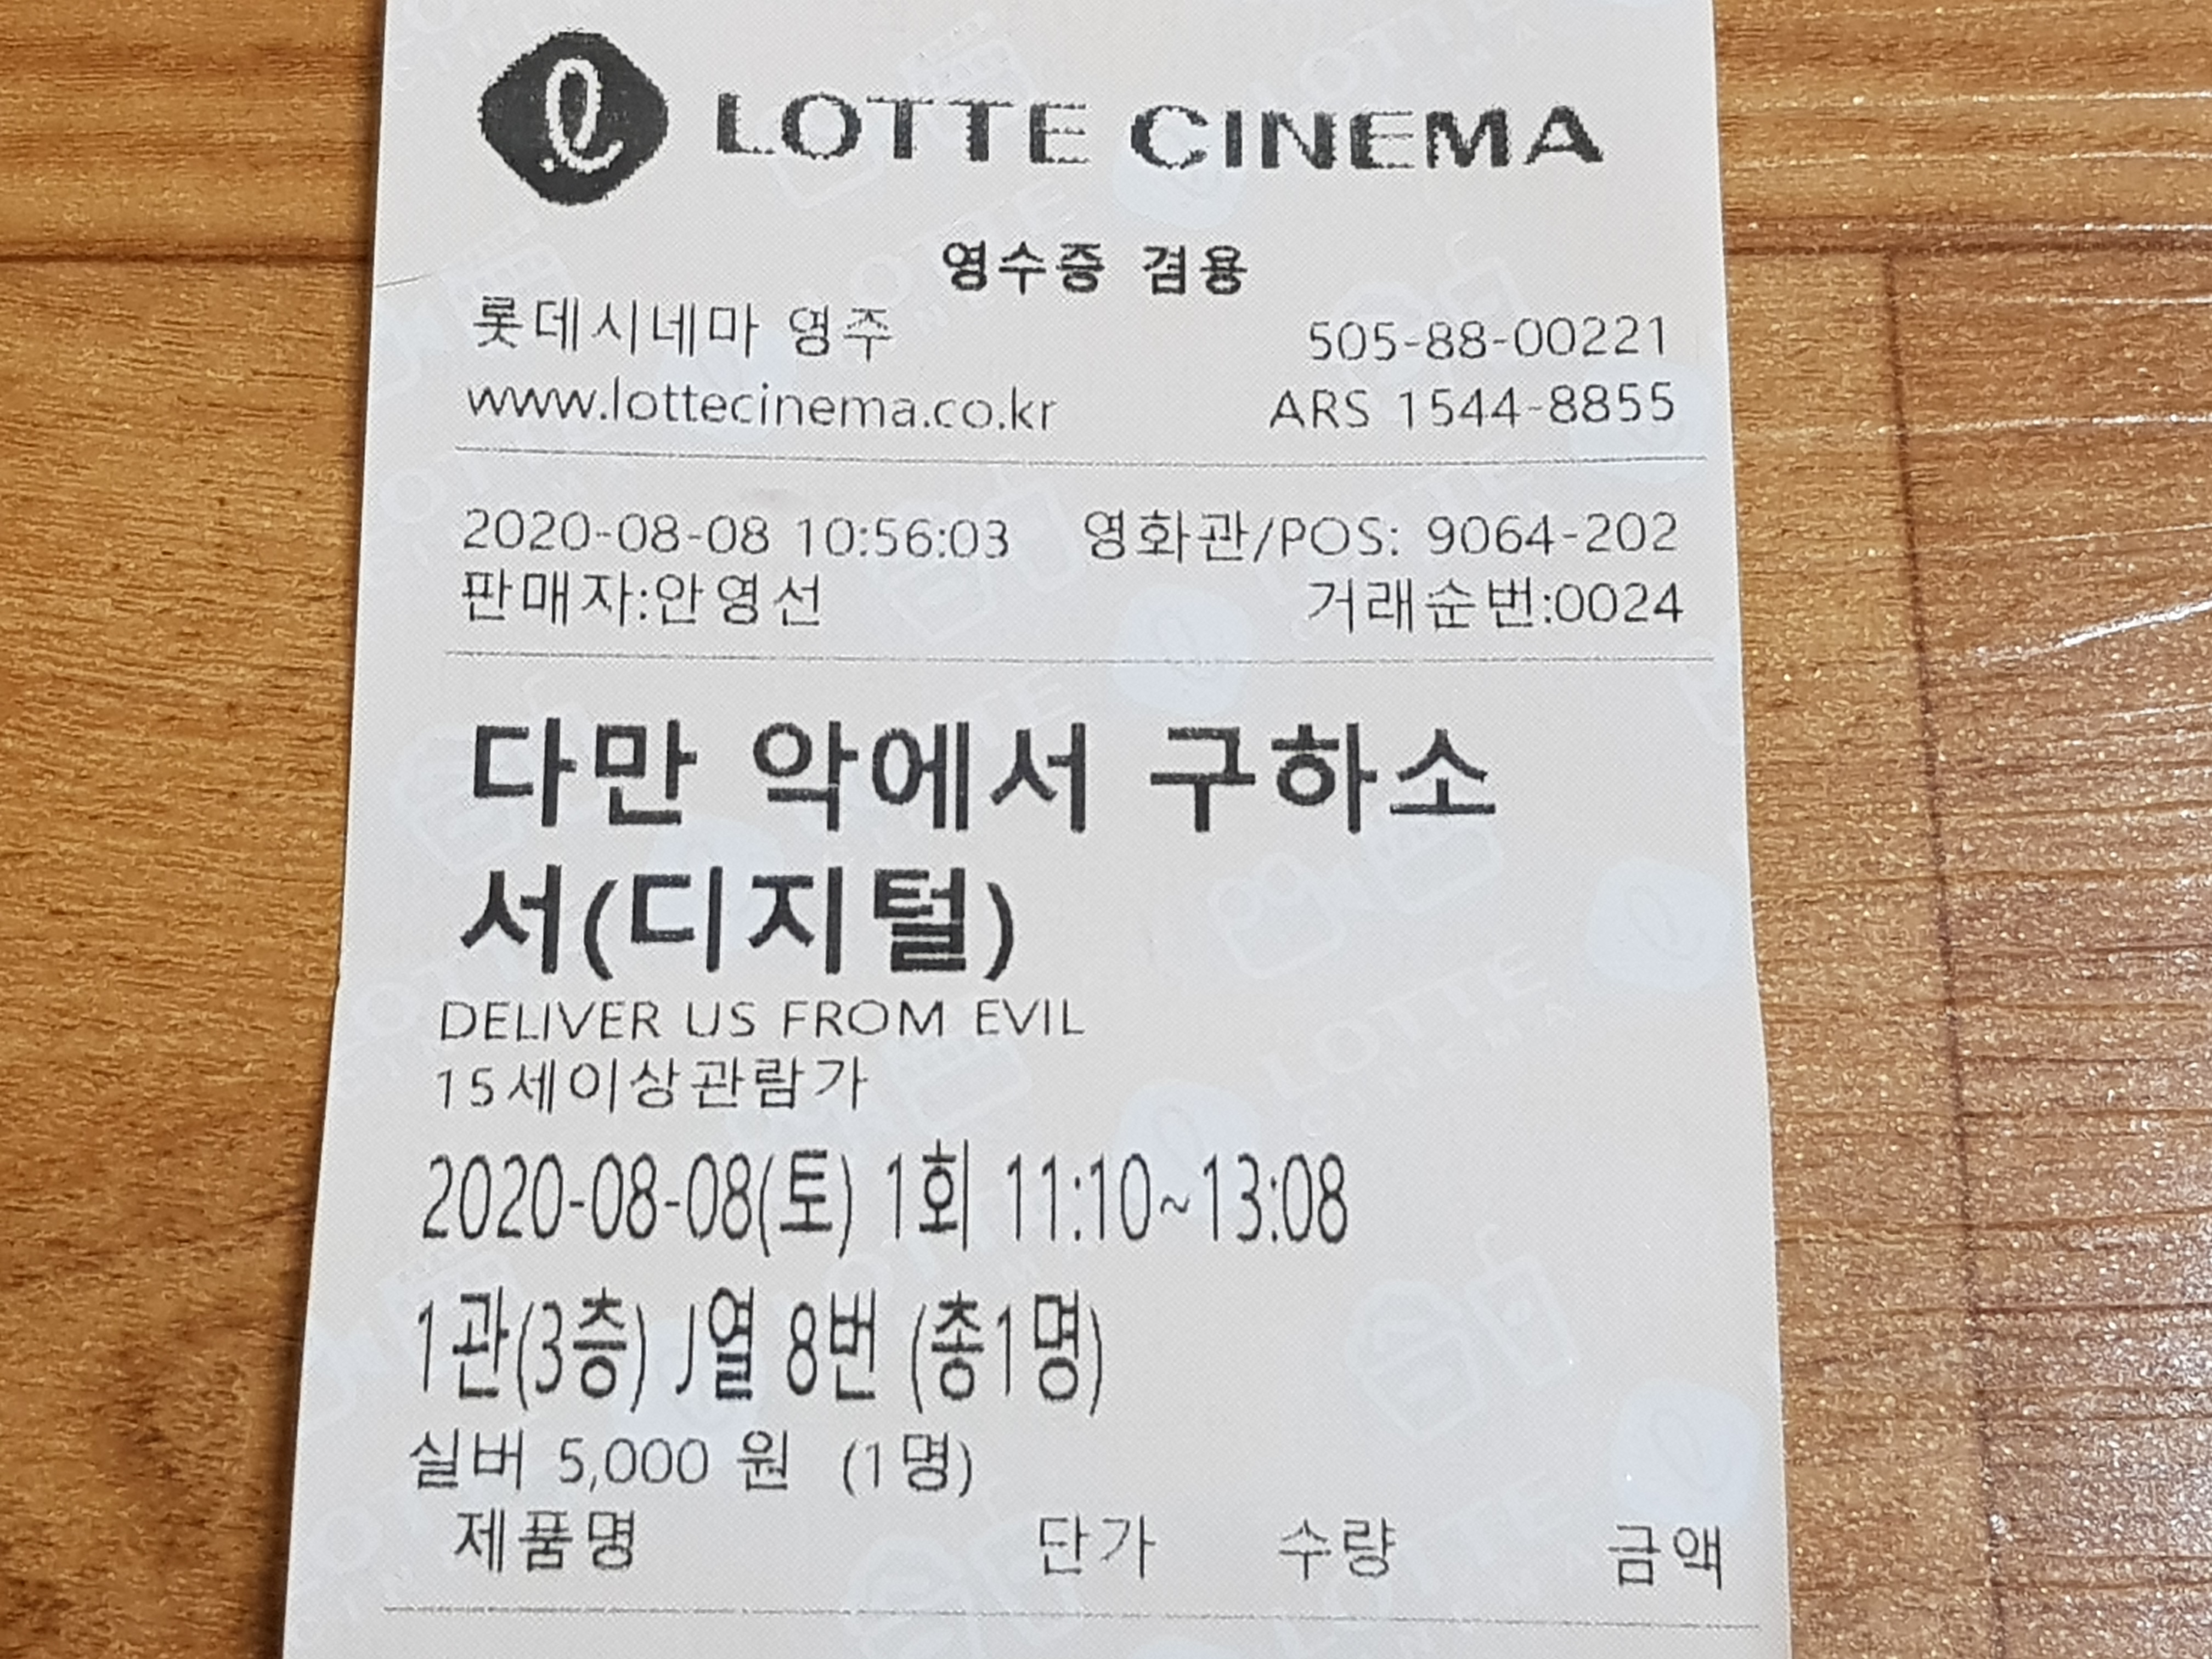 LOTTE CINEMA
영수증 겸용
롯데시네마 영주 505-88-00221
www.lottecinema.co.kr ARS 1544-8855
2020-08-08 10:56:03 영화관/POS: 9064-202
판매자:안영선 거래순번:0024
다만 악에서 구하소
서(디지털)
DELIVER US FROM EVIL
15세이상관람가
2020-08-08(토) 1회 11:10~13:08
1관(3층) J열 8번 (총1명)
실버 5,000 원 (1명)
제품명 단가 수량 금액